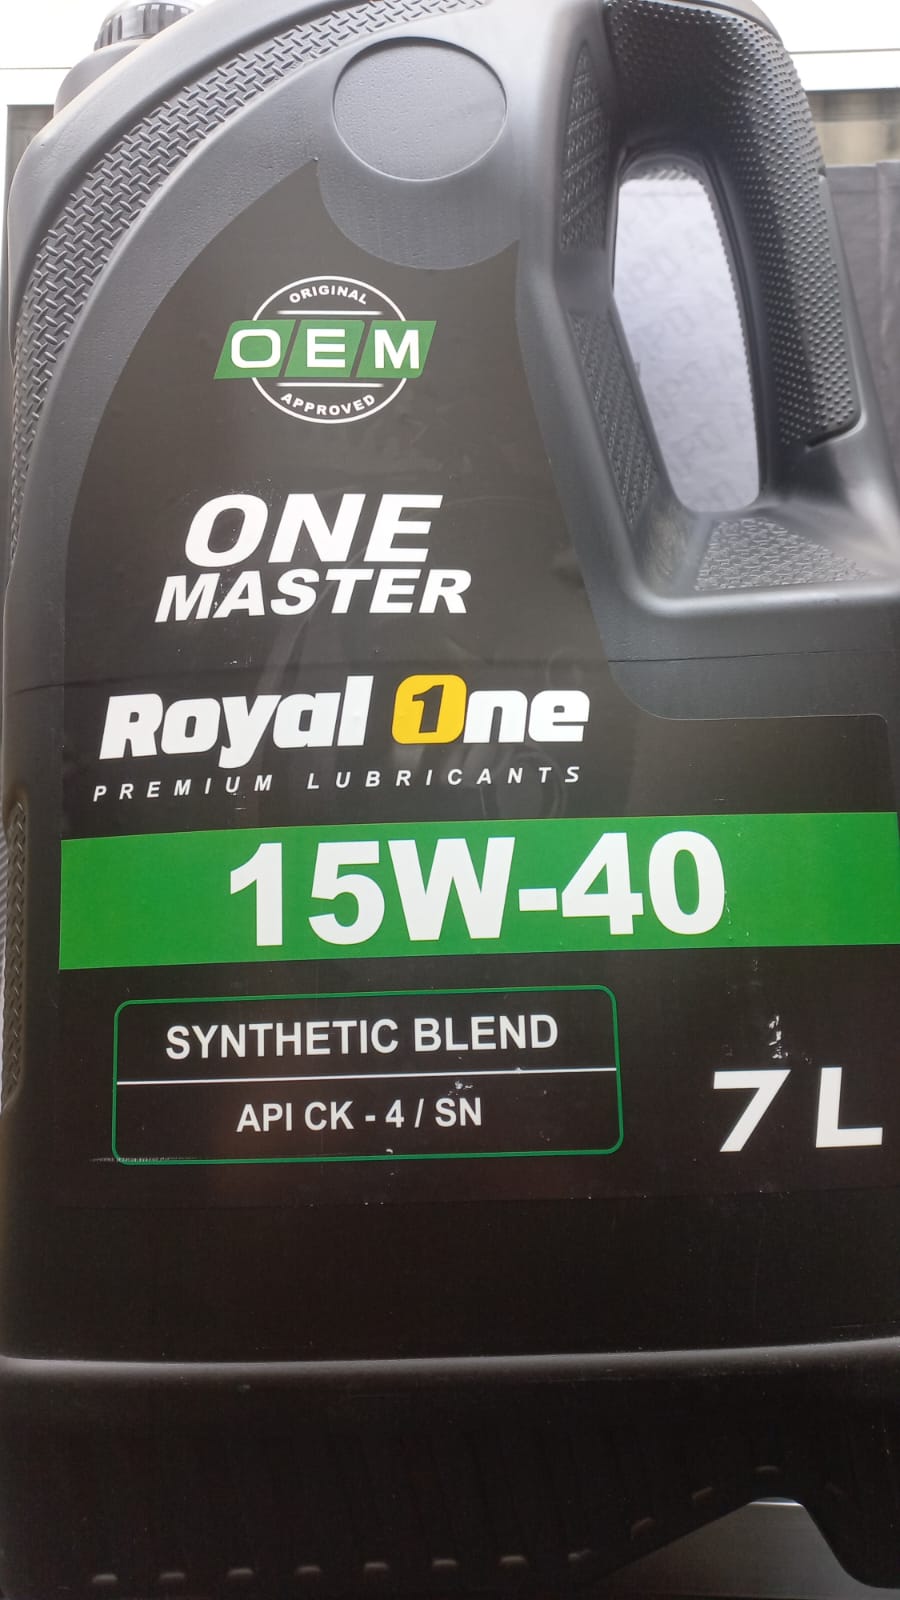 ORIGINAL
OEM
APPROVED
ONE
MASTER
Royal 1ne
PREMIUM LUBRICANTS
15W-40
SYNTHETIC BLEND
API CK - 4 / SN
7 L